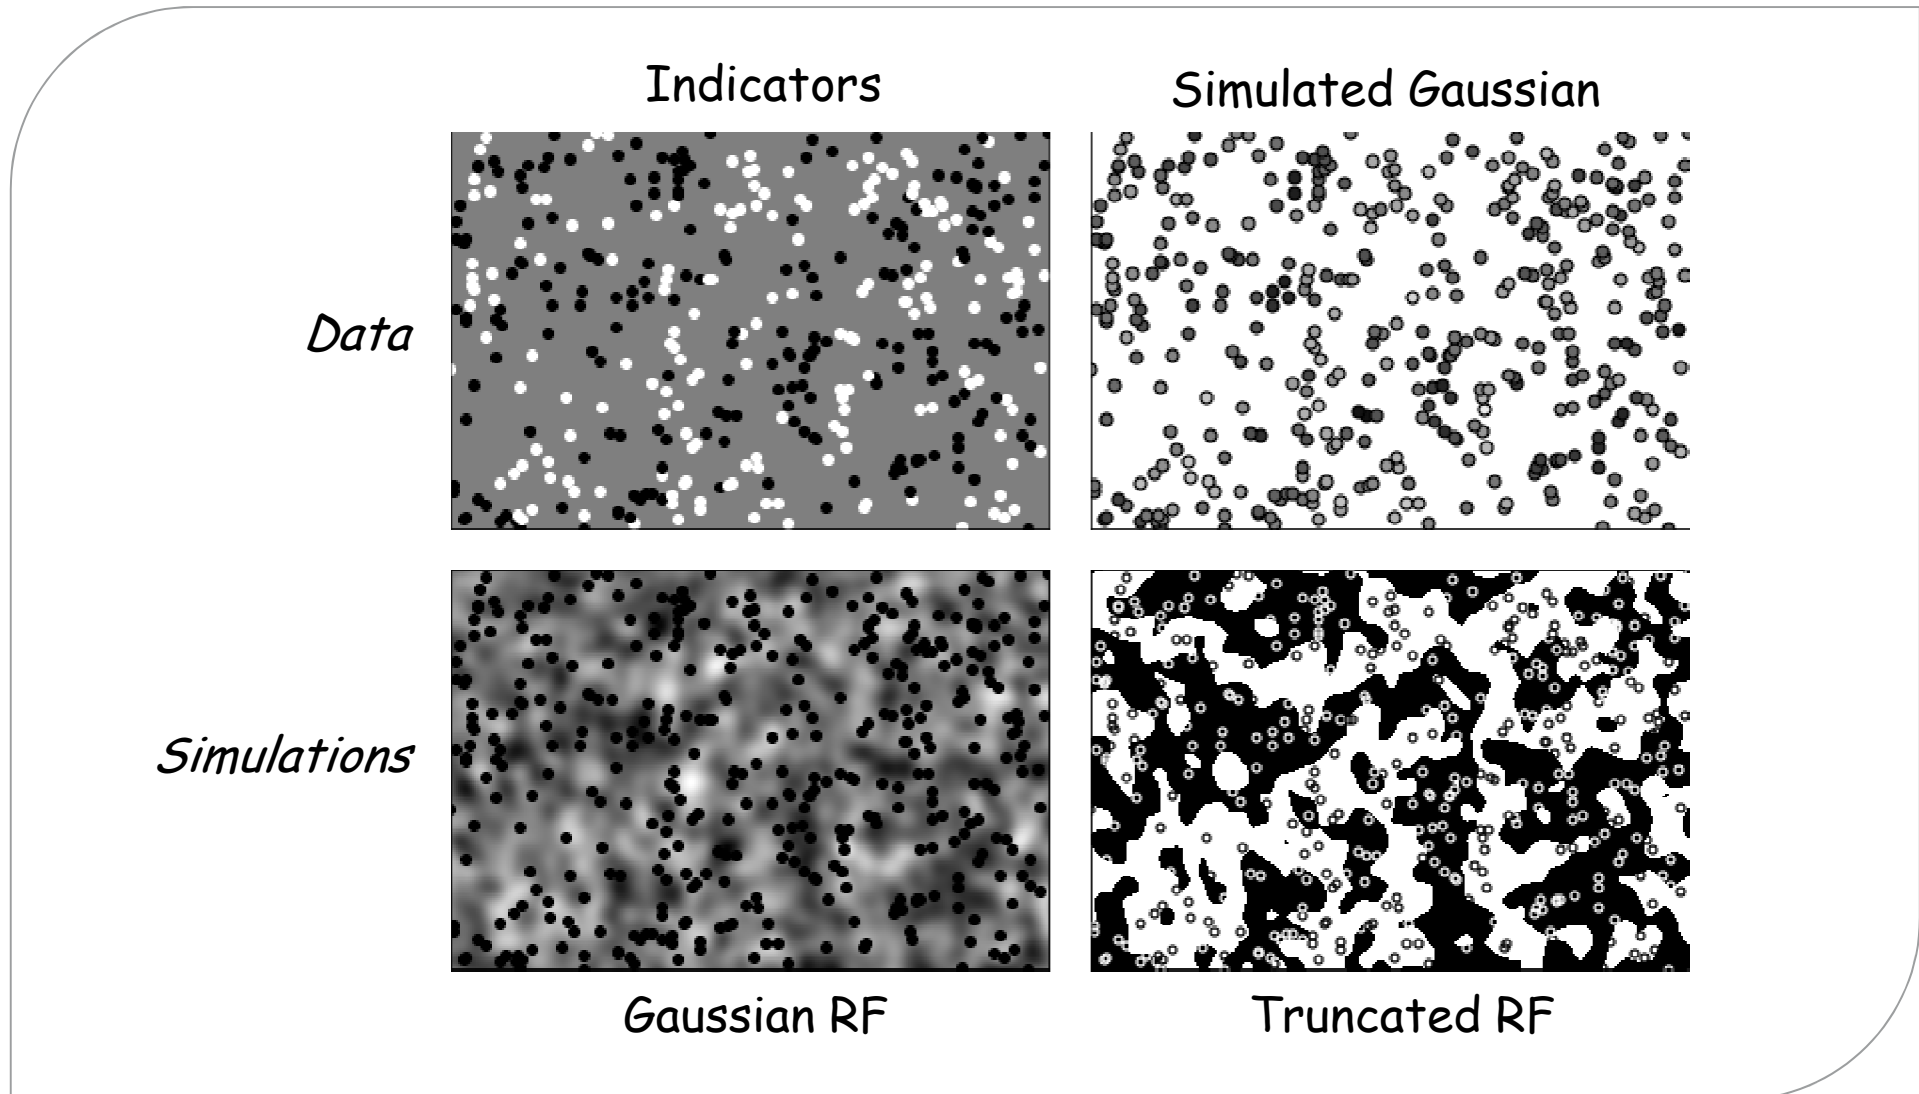 Indicators
Simulated Gaussian
Data
Simulations
Gaussian RF
Truncated RF